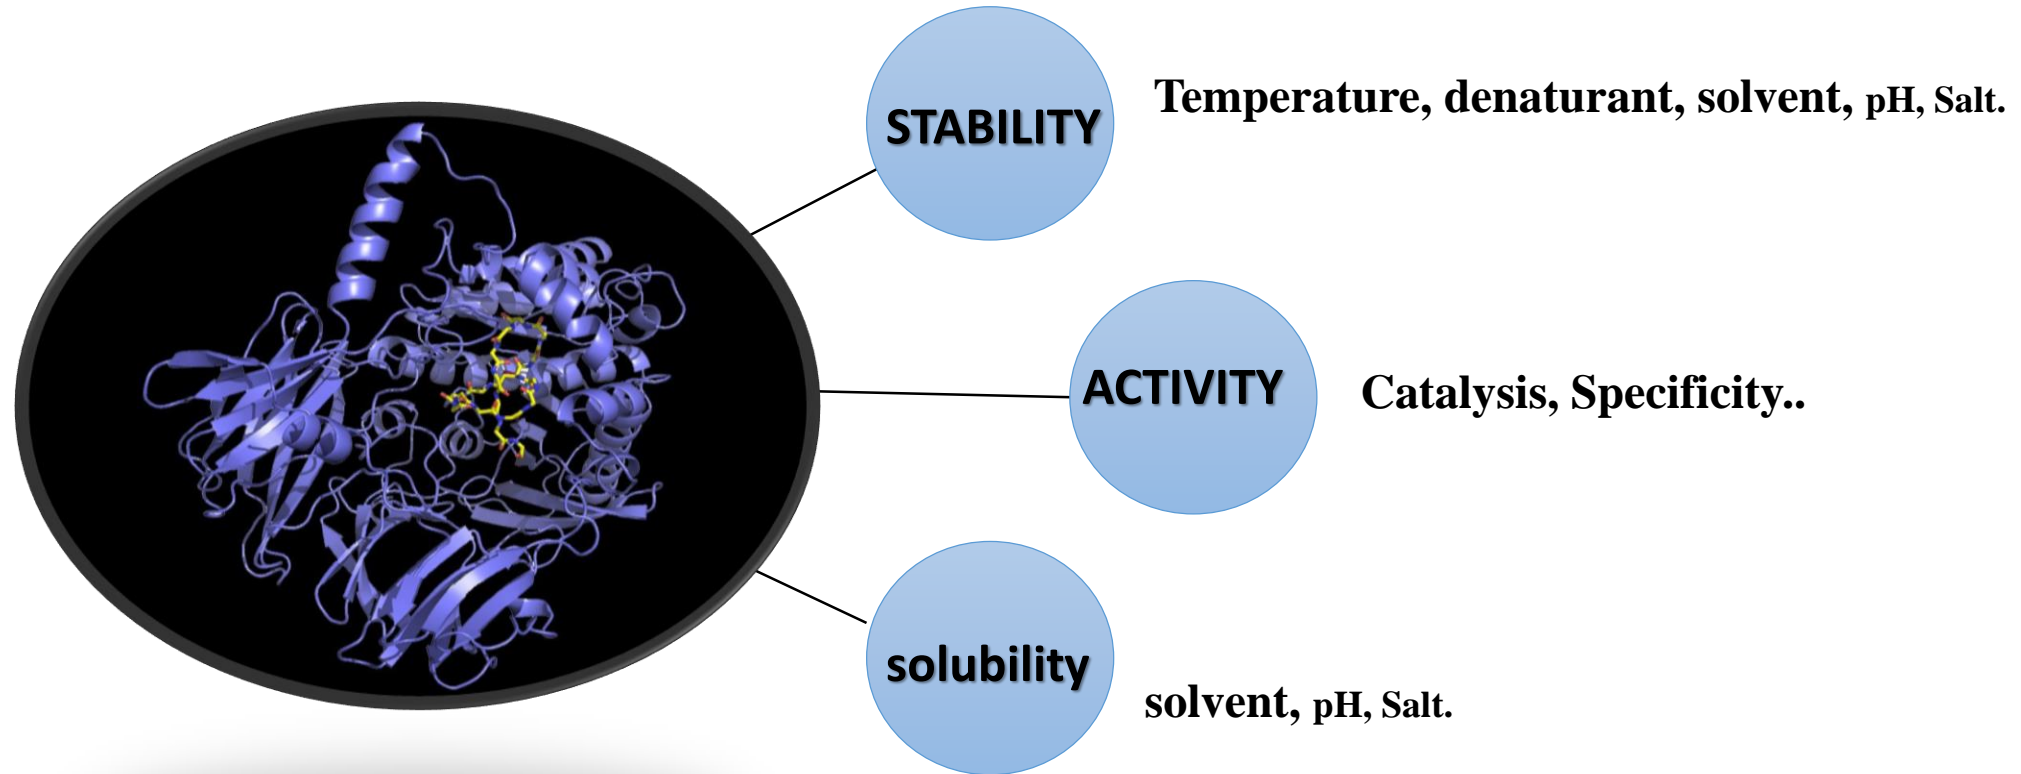 STABILITY
Temperature, denaturant, solvent, pH, Salt.
ACTIVITY
Catalysis, Specificity..
solubility
solvent, pH, Salt.